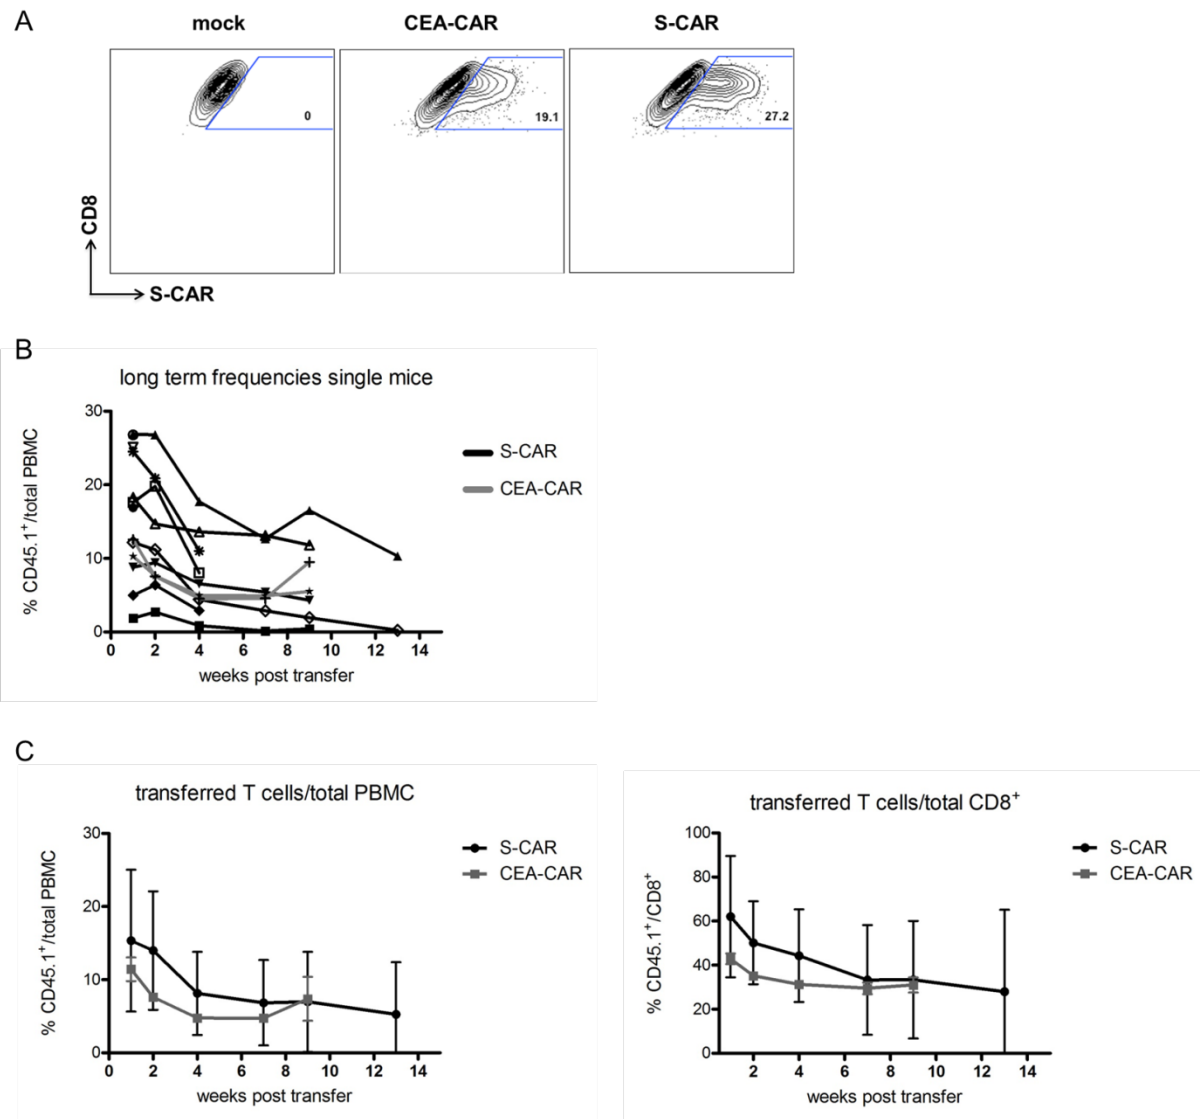 A
mock
CEA-CAR
S-CAR
0
19.1
27.2
CD8
S-CAR
B
long term frequencies single mice
% CD45.1⁺/total PBMC
30
20
10
0
0 2 4 6 8 10 12 14
weeks post transfer
S-CAR
CEA-CAR
C
transferred T cells/total PBMC
% CD45.1⁺/total PBMC
30
20
10
0
0 2 4 6 8 10 12 14
weeks post transfer
S-CAR
CEA-CAR
transferred T cells/total CD8⁺
% CD45.1⁺/CD8⁺
100
80
60
40
20
0
2 4 6 8 10 12 14
weeks post transfer
S-CAR
CEA-CAR